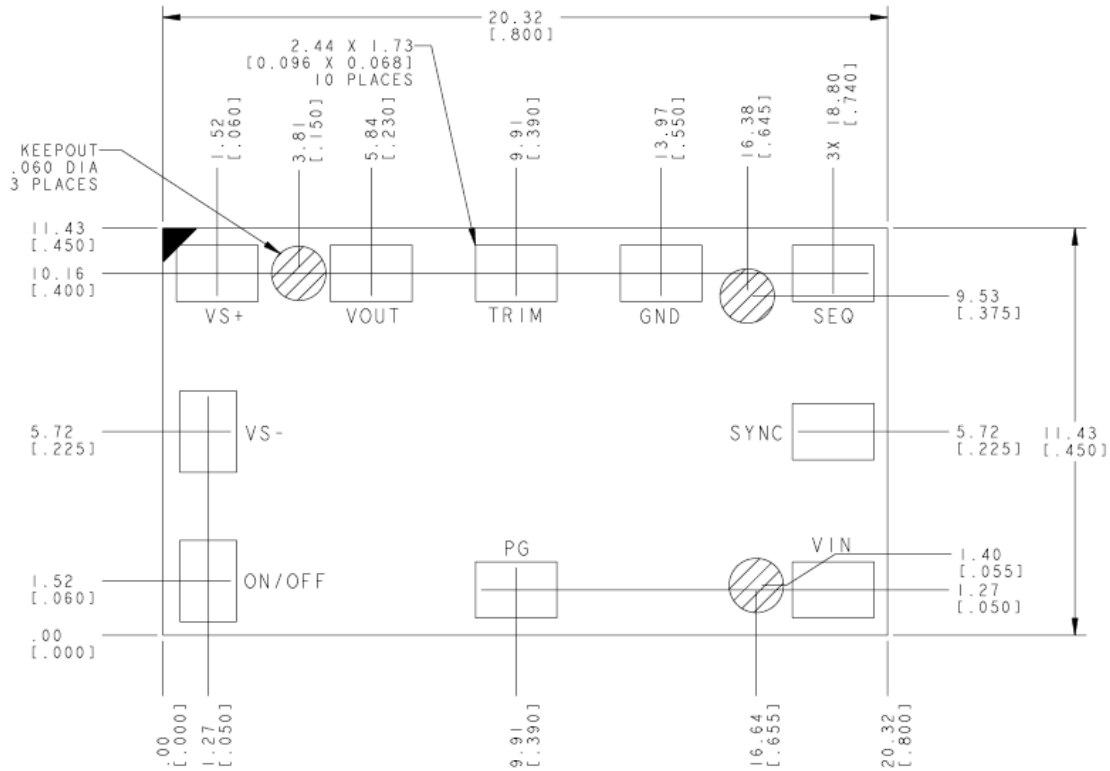 20.32
[.800]
2.44 X 1.73
[0.096 X 0.068]
10 PLACES
1.52
[.060]
3.81
[.150]
5.84
[.230]
9.91
[.390]
13.97
[.550]
16.38
[.645]
3X 18.80
[.740]
KEEPOUT
.060 DIA
3 PLACES
11.43
[.450]
10.16
[.400]
VS+
VOUT
TRIM
GND
SEQ
9.53
[.375]
5.72
[.225]
VS-
SYNC
5.72
[.225]
11.43
[.450]
PG
VIN
1.52
[.060]
ON/OFF
1.40
[.055]
1.27
[.050]
.00
[.000]
.00
[.000]
1.27
[.050]
9.91
[.390]
16.64
[.655]
20.32
[.800]